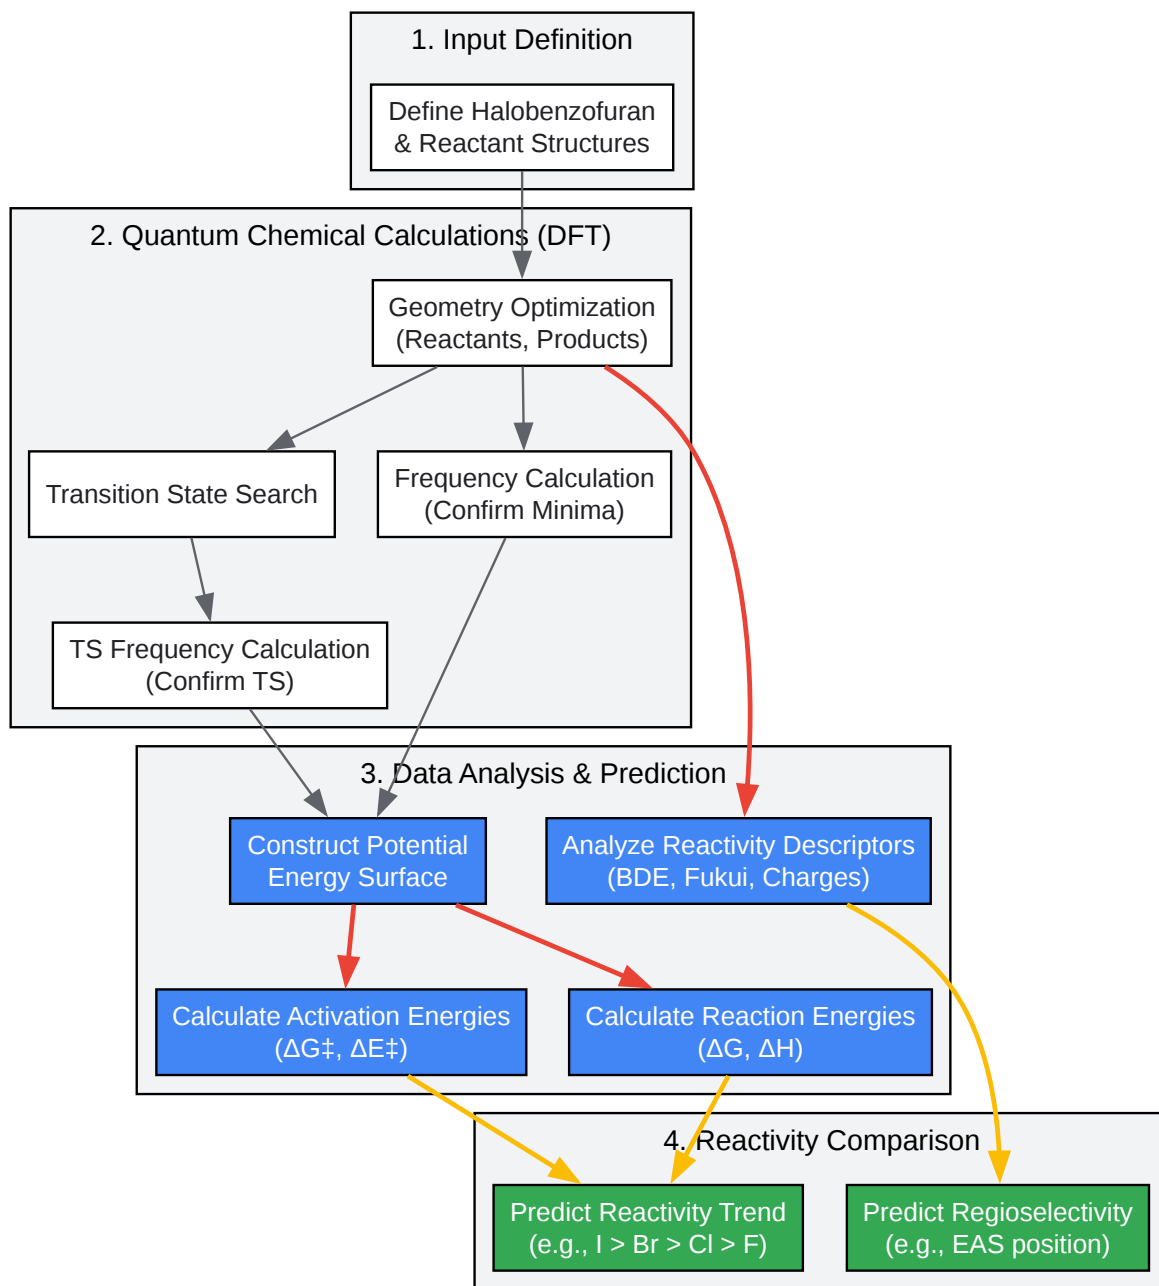 1. Input Definition
Define Halobenzofuran
& Reactant Structures
2. Quantum Chemical Calculations (DFT)
Geometry Optimization
(Reactants, Products)
Transition State Search
Frequency Calculation
(Confirm Minima)
TS Frequency Calculation
(Confirm TS)
3. Data Analysis & Prediction
Construct Potential
Energy Surface
Analyze Reactivity Descriptors
(BDE, Fukui, Charges)
Calculate Activation Energies
(ΔG‡, ΔE‡)
Calculate Reaction Energies
(ΔG, ΔH)
4. Reactivity Comparison
Predict Reactivity Trend
(e.g., I > Br > Cl > F)
Predict Regioselectivity
(e.g., EAS position)